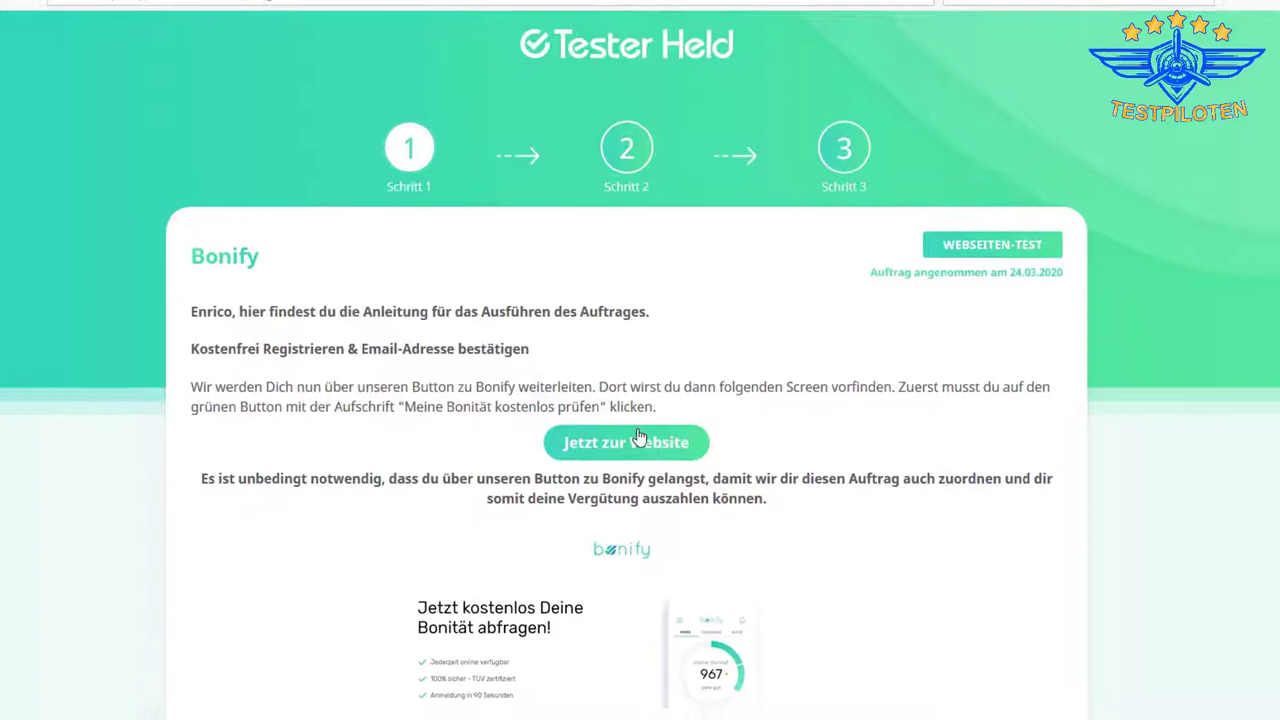 Tester Held
TESTPILOTEN
1
2
3
Schritt 1
Schritt 2
Schritt 3
Bonify
WEBSEITEN-TEST
Auftrag angenommen am 24.03.2020
Enrico, hier findest du die Anleitung für das Ausführen des Auftrages.
Kostenfrei Registrieren & Email-Adresse bestätigen
Wir werden Dich nun über unseren Button zu Bonify weiterleiten. Dort wirst du dann folgenden Screen vorfinden. Zuerst musst du auf den
grünen Button mit der Aufschrift "Meine Bonität kostenlos prüfen" klicken.
Jetzt zur Website
Es ist unbedingt notwendig, dass du über unseren Button zu Bonify gelangst, damit wir dir diesen Auftrag auch zuordnen und dir
somit deine Vergütung auszahlen können.
bonify
Jetzt kostenlos Deine
Bonität abfragen!
Jederzeit online verfügbar
100% sicher - TÜV zertifiziert
Anmeldung in 90 Sekunden
bonify
967
sehr gut